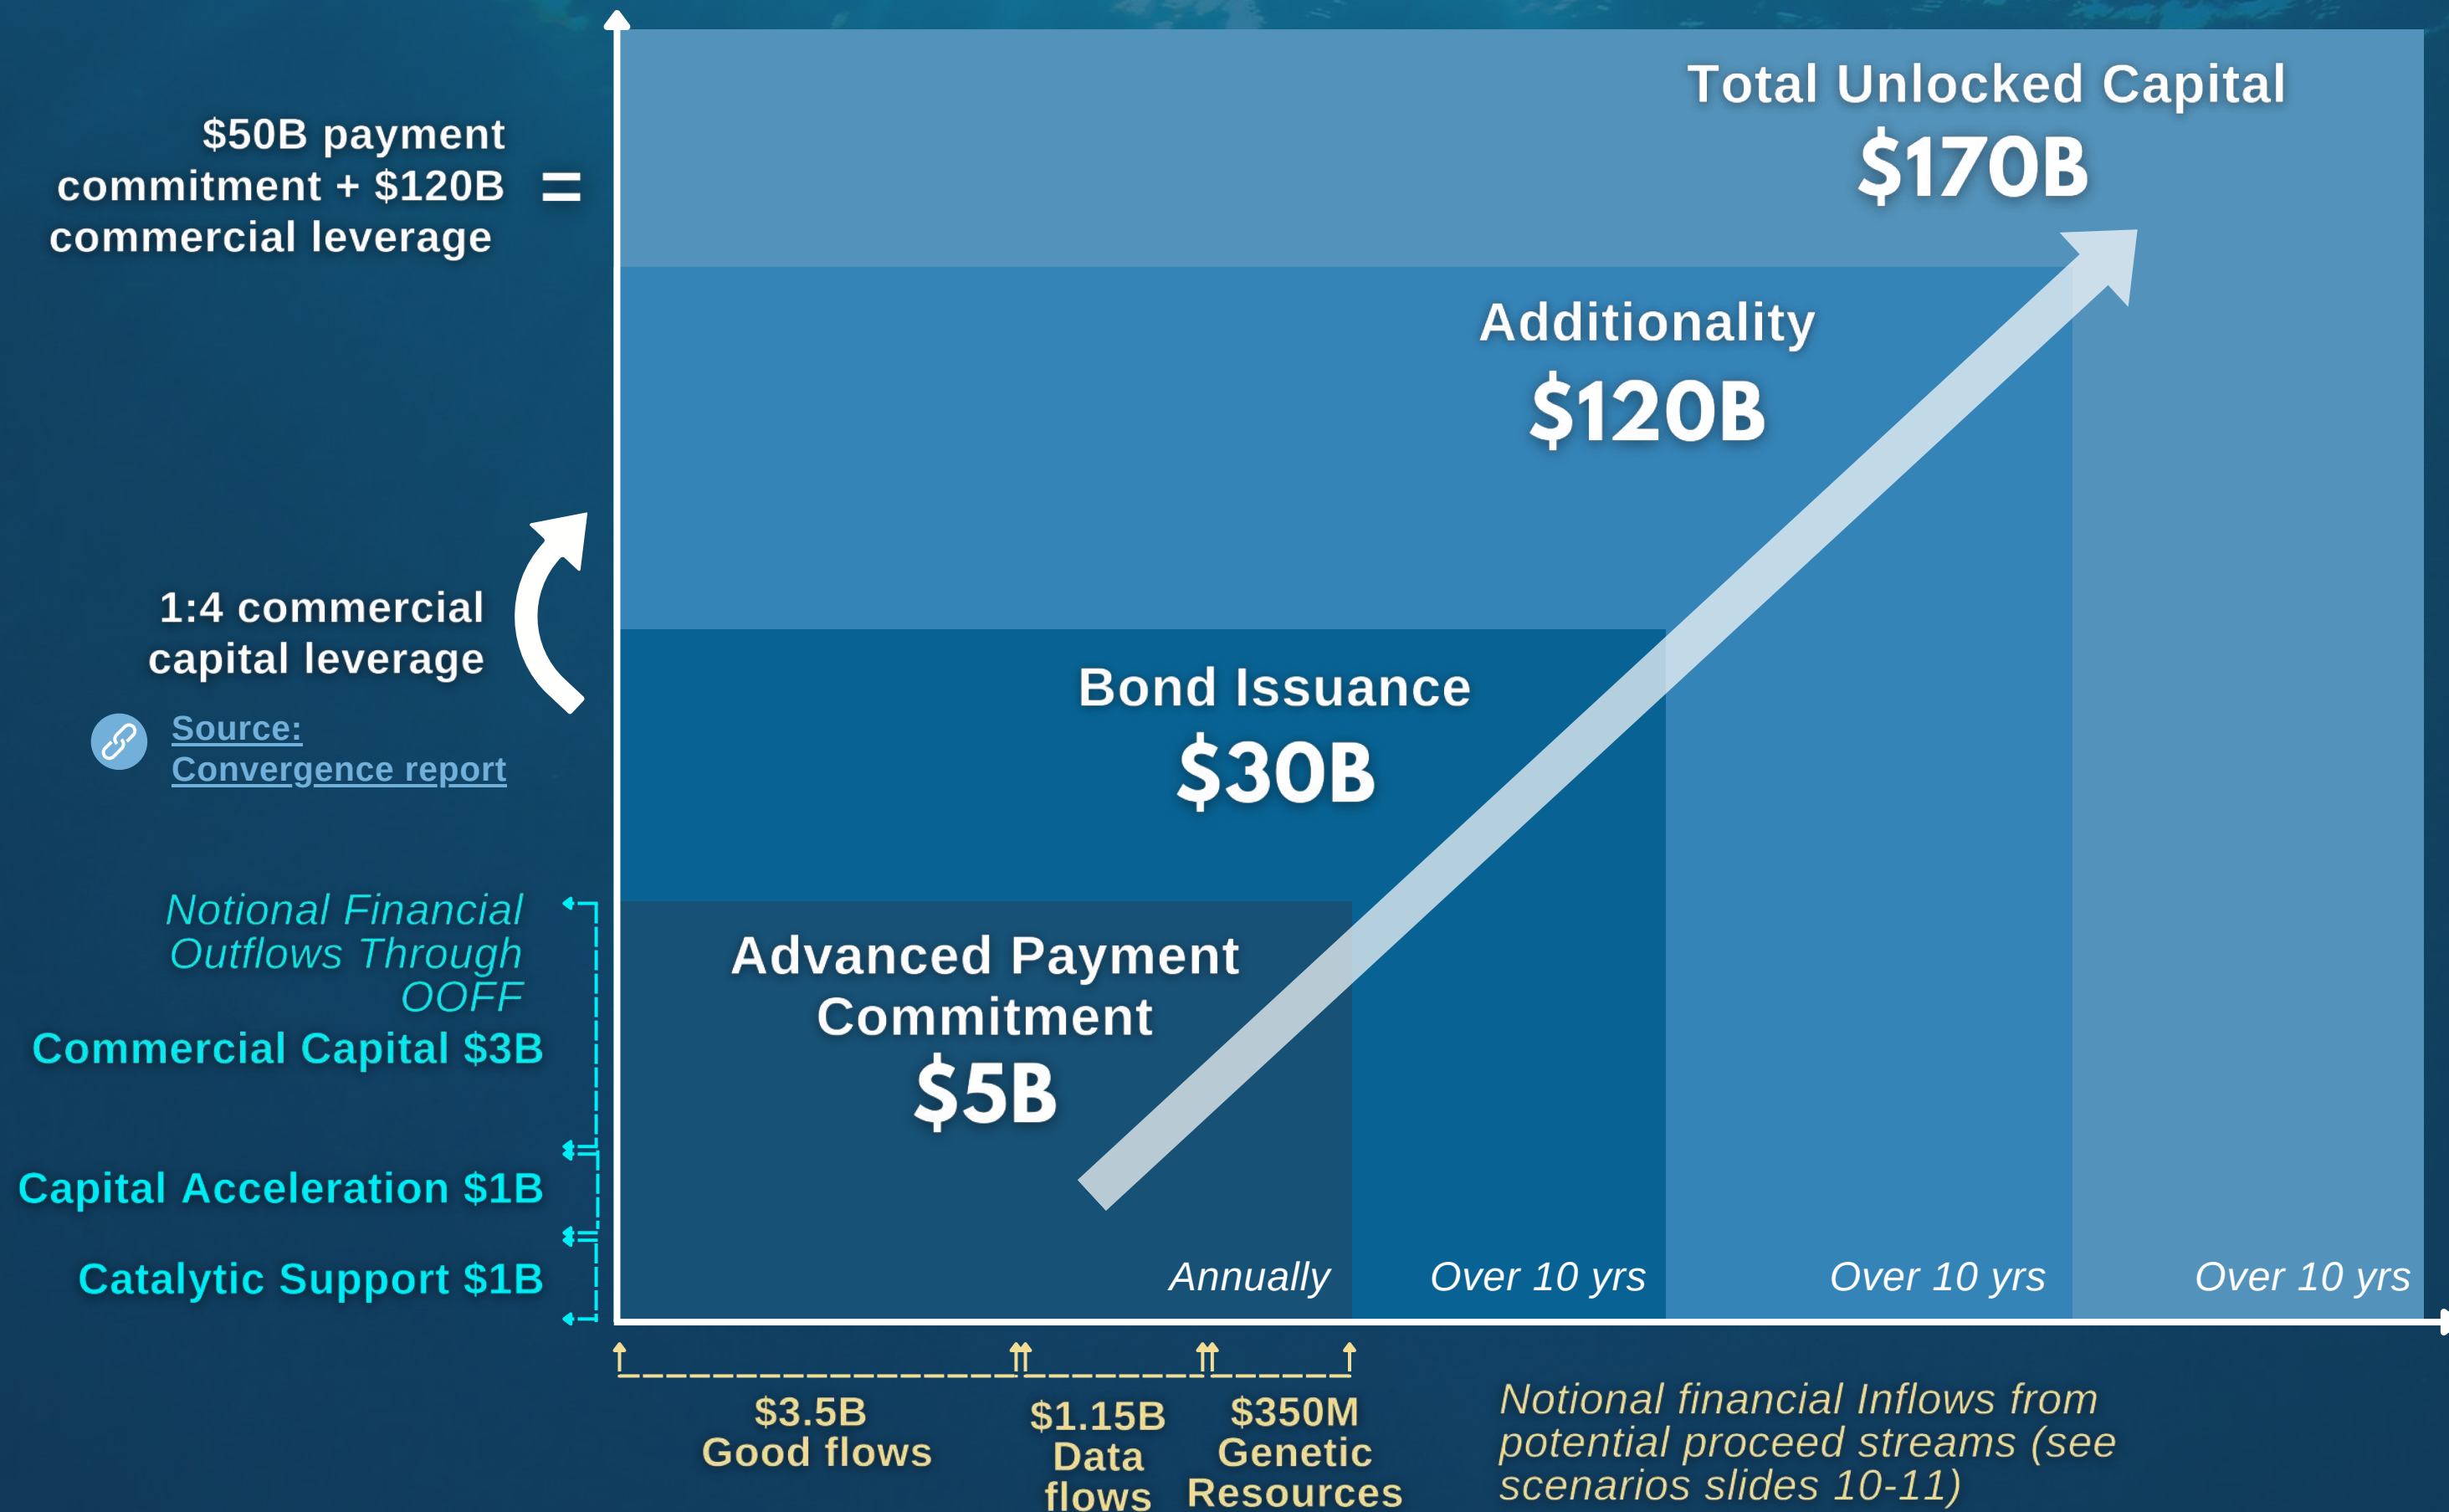 $50B payment
commitment + $120B
commercial leverage
=
Total Unlocked Capital
$170B
Additionality
$120B
1:4 commercial
capital leverage
Source:
Convergence report
Bond Issuance
$30B
Notional Financial
Outflows Through
OOFF
Commercial Capital $3B
Capital Acceleration $1B
Catalytic Support $1B
Advanced Payment
Commitment
$5B
Annually
Over 10 yrs
Over 10 yrs
Over 10 yrs
$3.5B
Good flows
$1.15B
Data
flows
$350M
Genetic
Resources
Notional financial Inflows from
potential proceed streams (see
scenarios slides 10-11)